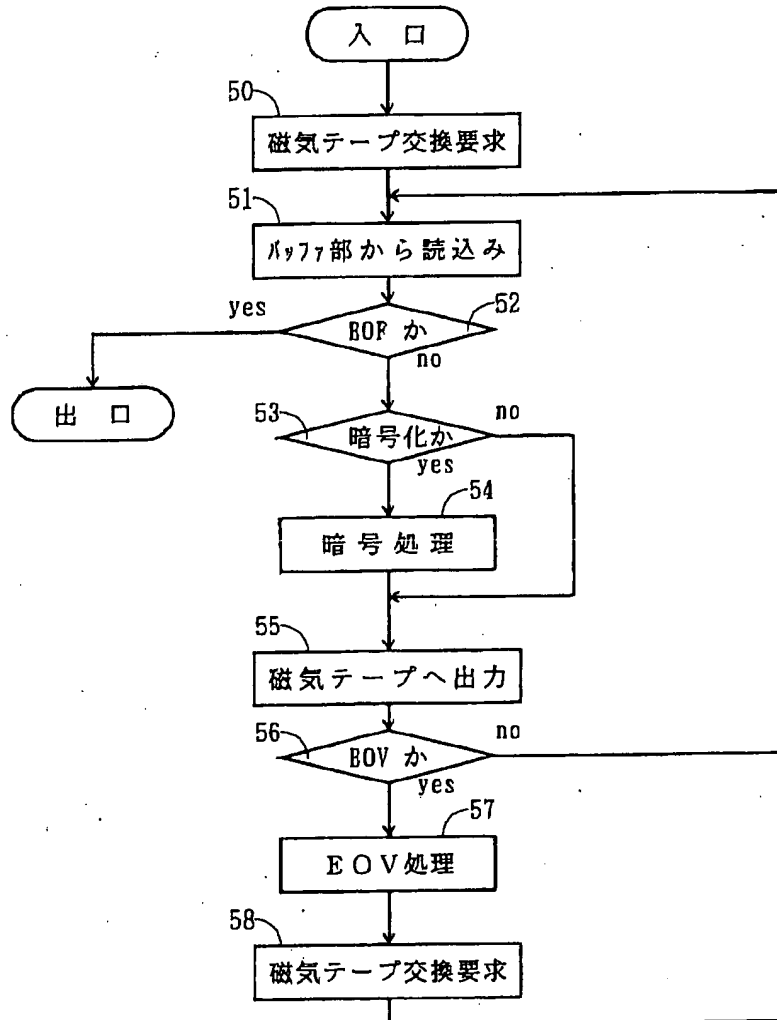 入 口
50
磁気テープ交換要求
51
バッファ部から読込み
52
yes
EOF か
no
出 口
53
暗号化か
no
yes
54
暗号処理
55
磁気テープへ出力
56
EOV か
no
yes
57
EOV処理
58
磁気テープ交換要求